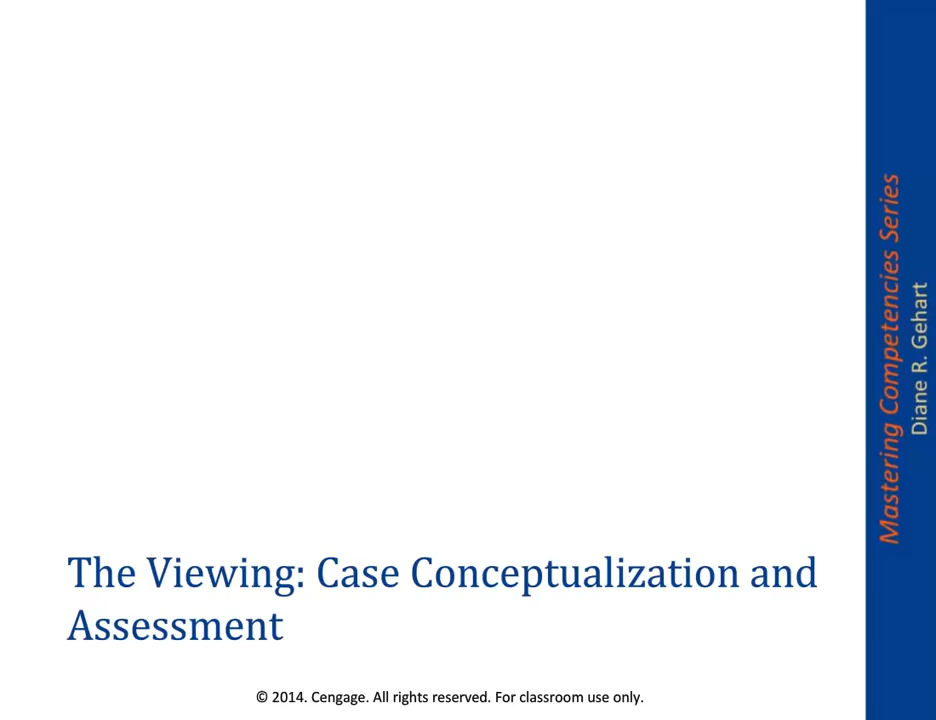 The Viewing: Case Conceptualization and
Assessment
© 2014. Cengage. All rights reserved. For classroom use only.
Mastering Competencies Series
Diane R. Gehart